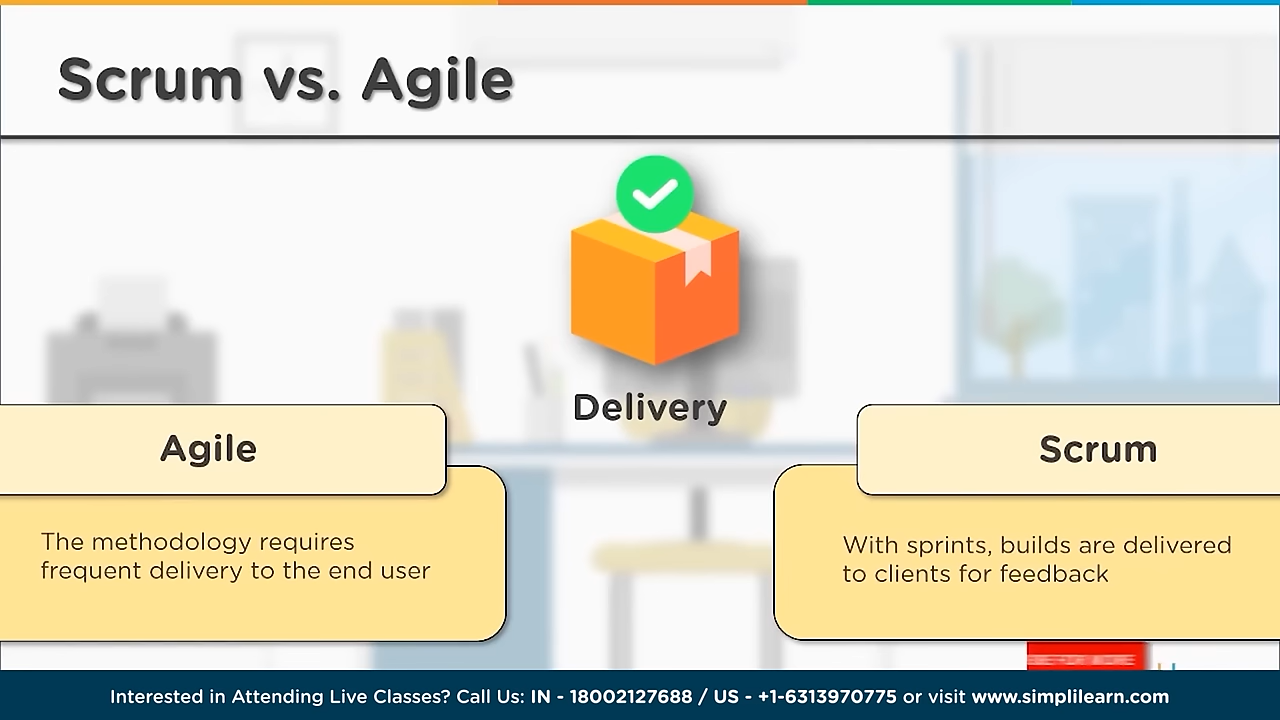 Scrum vs. Agile
Delivery
Agile
The methodology requires
frequent delivery to the end user
Scrum
With sprints, builds are delivered
to clients for feedback
Interested in Attending Live Classes? Call Us: IN - 18002127688 / US - +1-6313970775 or visit www.simplilearn.com